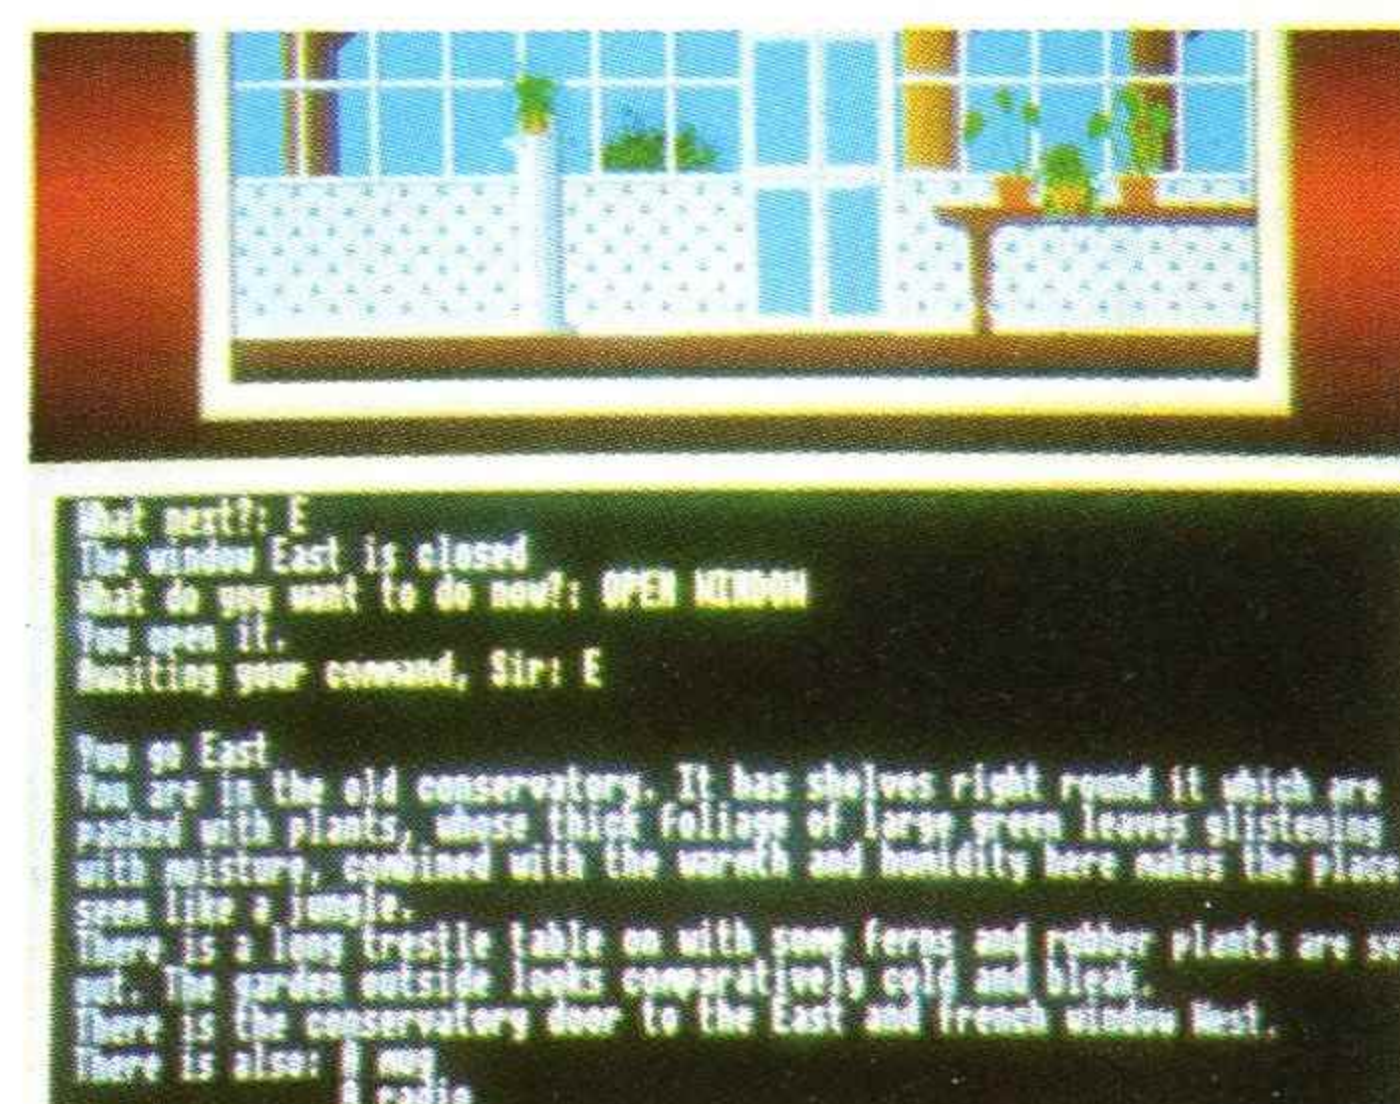 What next?: E
The window East is closed
What do you want to do now?: OPEN WINDOW
You open it.
Awaiting your command, Sir: E
You go East
You are in the old conservatory. It has shelves right round it which are
packed with plants, whose thick foliage of large green leaves glistening
with moisture, combined with the warmth and humidity here makes the place
seem like a jungle.
There is a long trestle table on with some ferns and rubber plants are
out. The garden outside looks comparatively cold and bleak.
There is the conservatory door to the East and french window West.
There is also: A mug
A radio